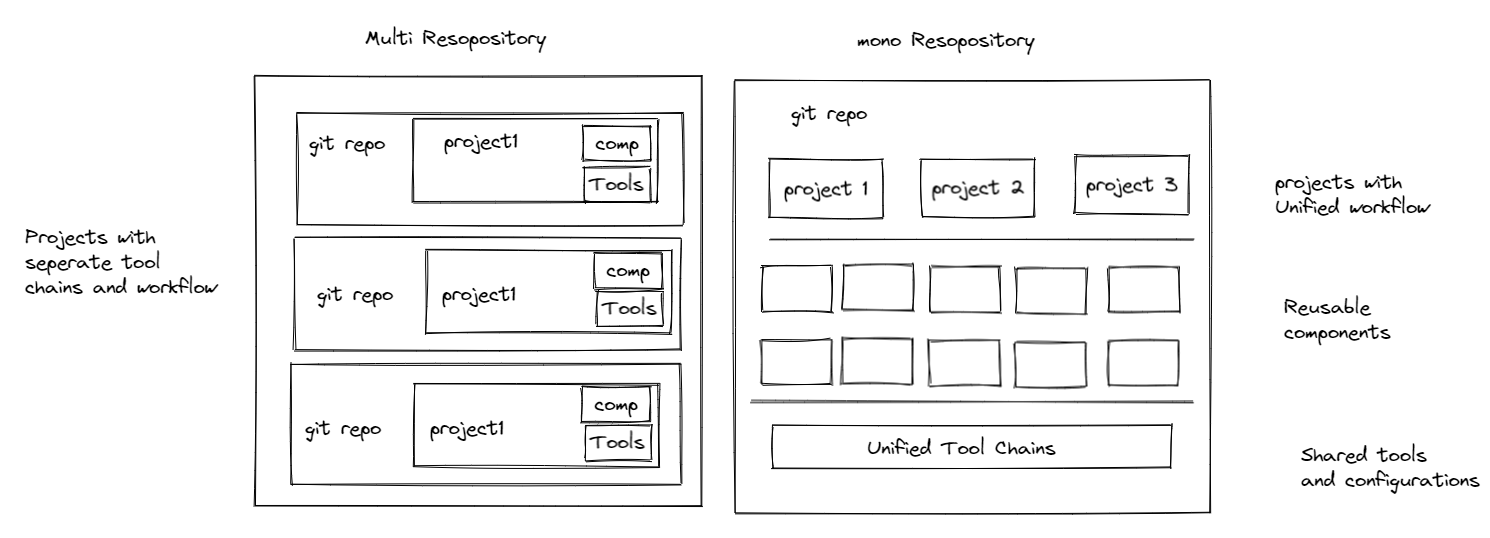 Multi Resopository
git repo
project1
comp
Tools
git repo
project1
comp
Tools
git repo
project1
comp
Tools
Projects with
seperate tool
chains and workflow
mono Resopository
git repo
project 1
project 2
project 3
projects with
Unified workflow
Reusable
components
Unified Tool Chains
Shared tools
and configurations